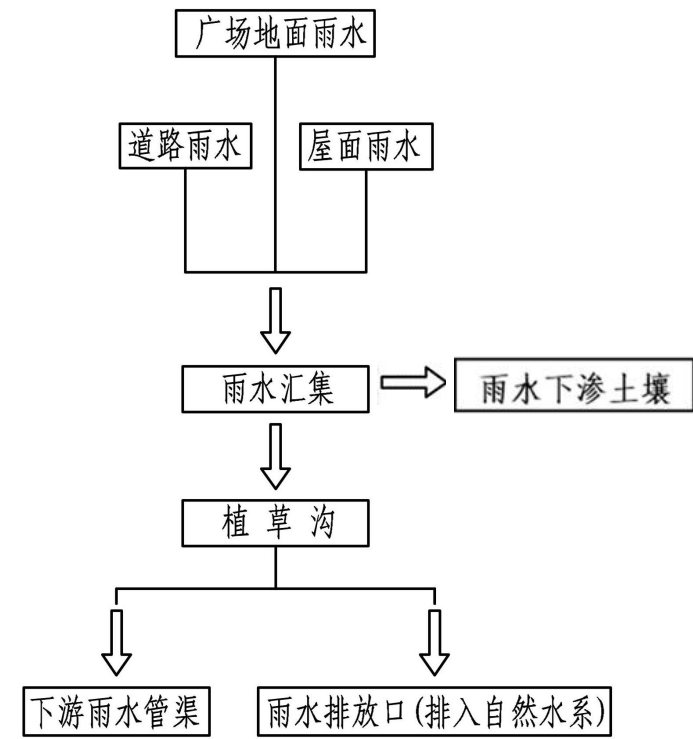 广场地面雨水
道路雨水
屋面雨水
雨水汇集
雨水下渗土壤
植草沟
下游雨水管渠
雨水排放口(排入自然水系)